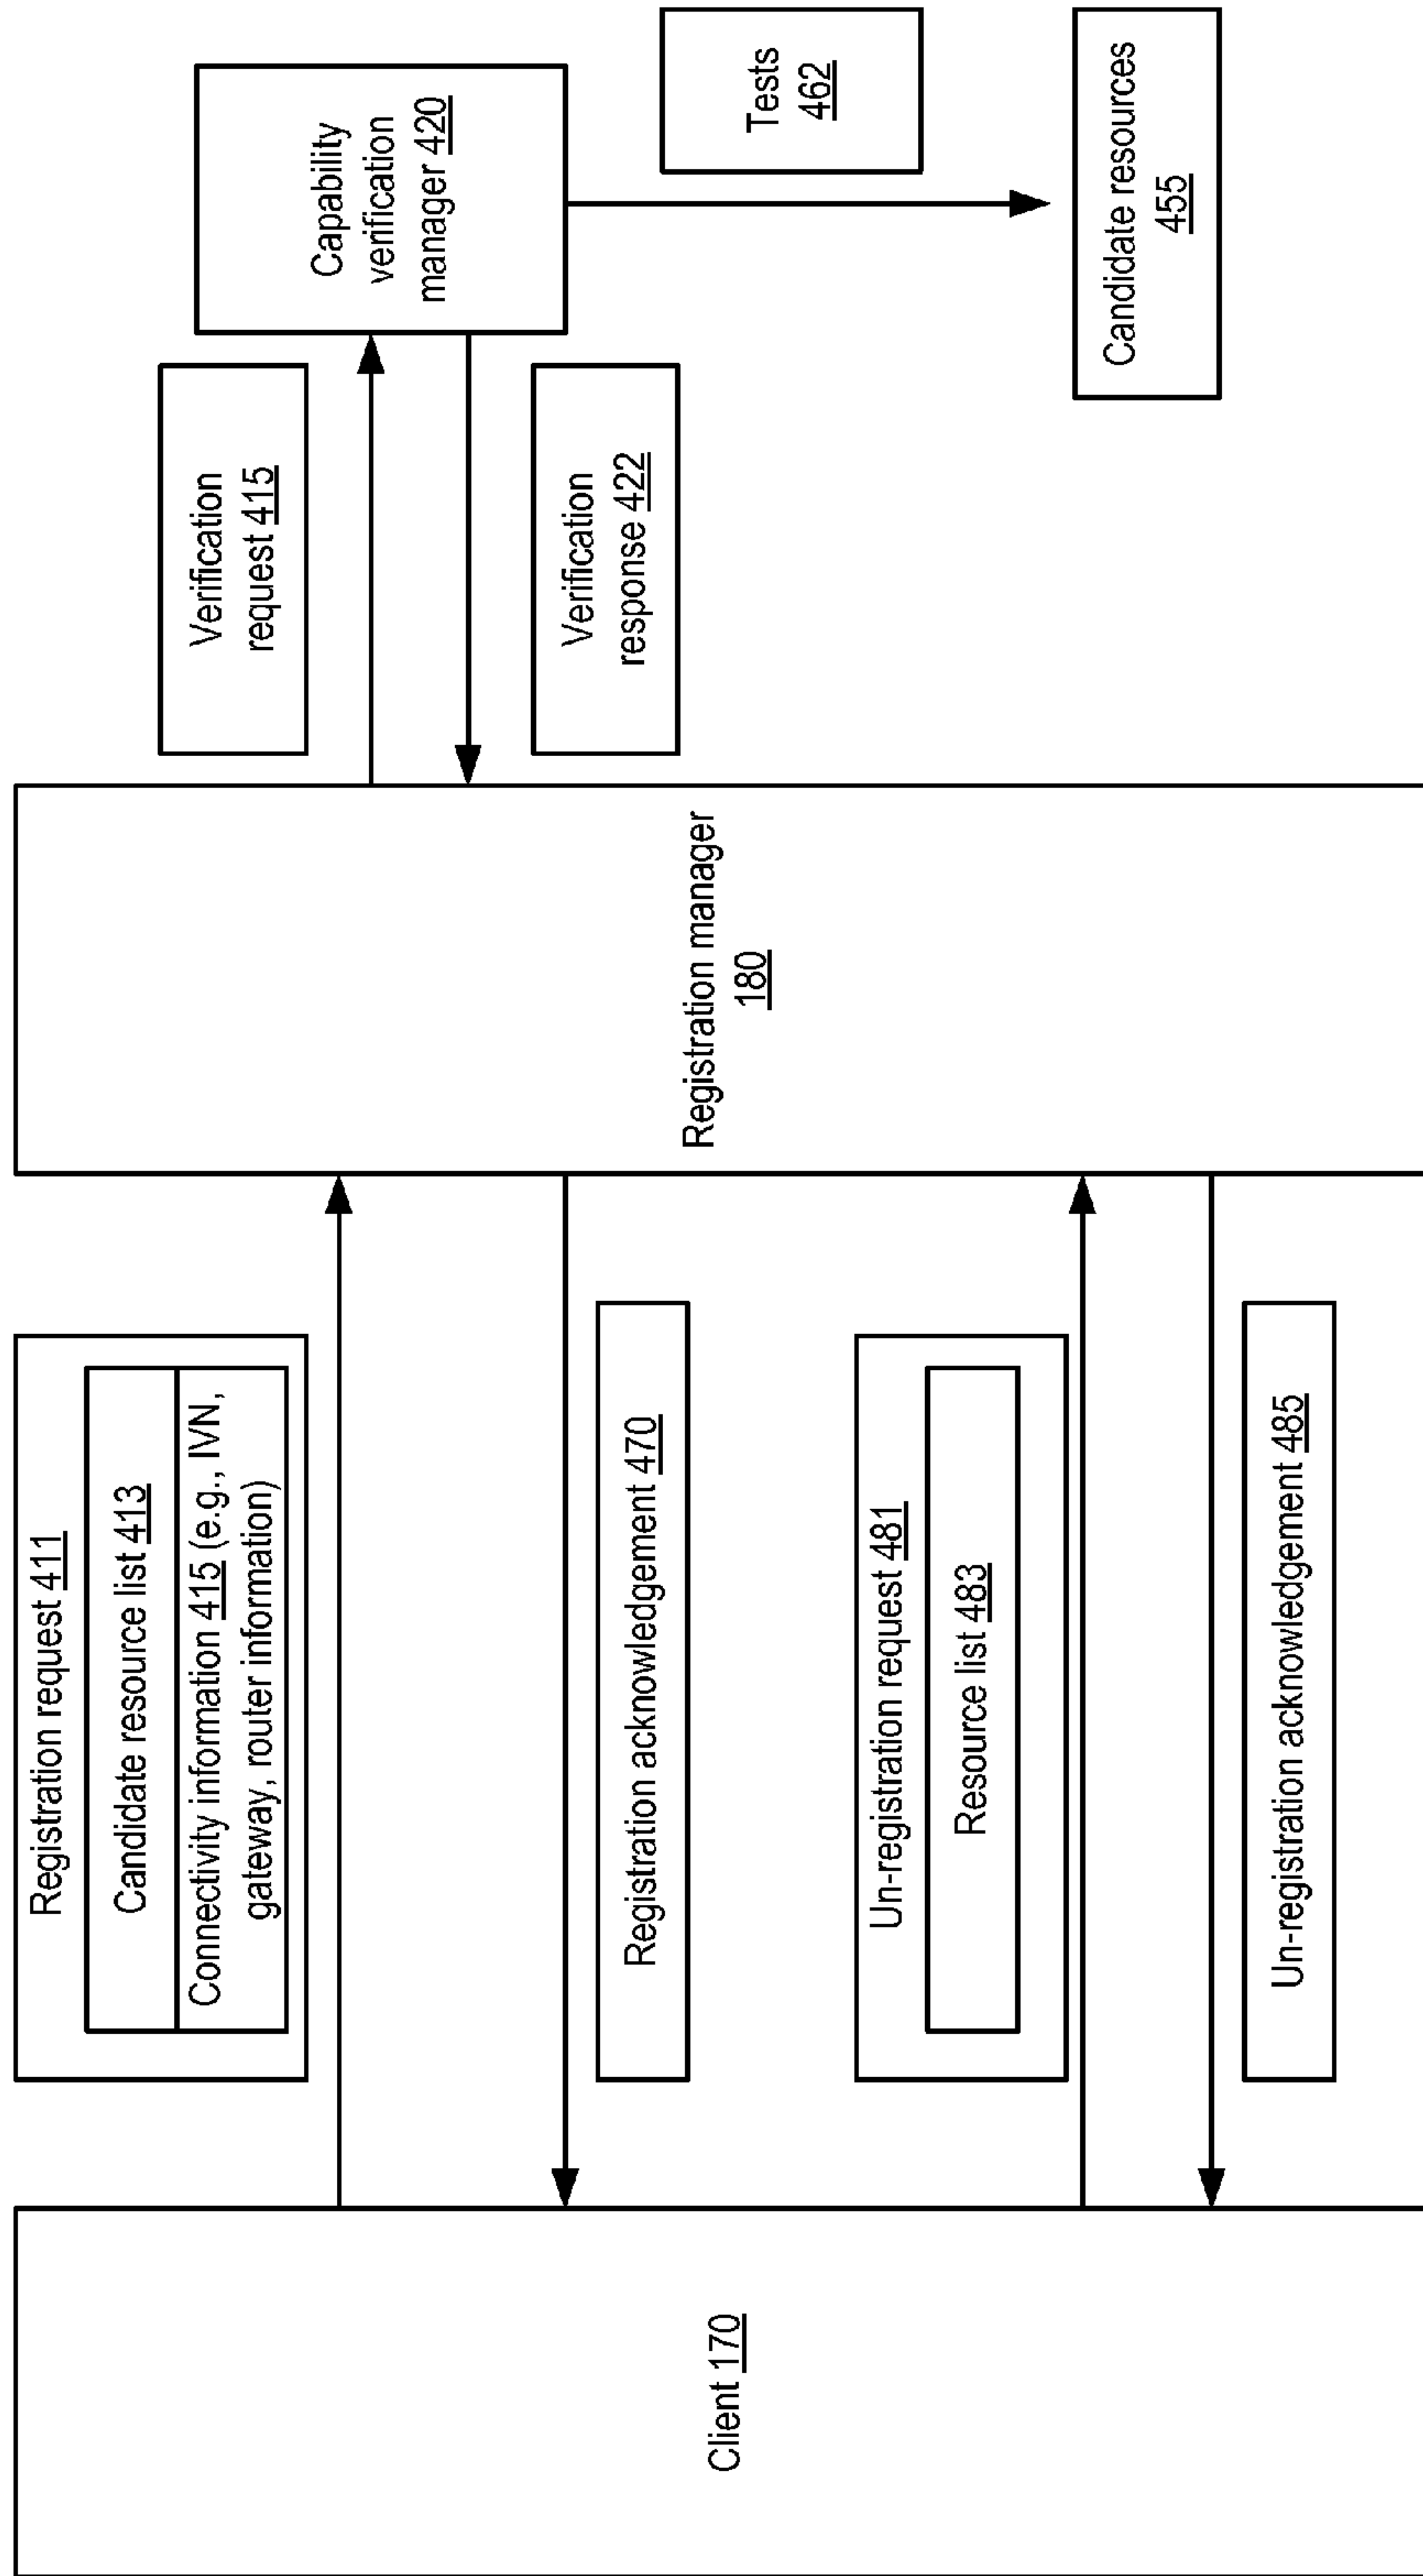 Client 170
Registration request 411
Candidate resource list 413
Connectivity information 415 (e.g., IVN,
gateway, router information)
Registration acknowledgement 470
Un-registration request 481
Resource list 483
Un-registration acknowledgement 485
Registration manager
180
Verification
request 415
Verification
response 422
Capability
verification
manager 420
Tests
462
Candidate resources
455